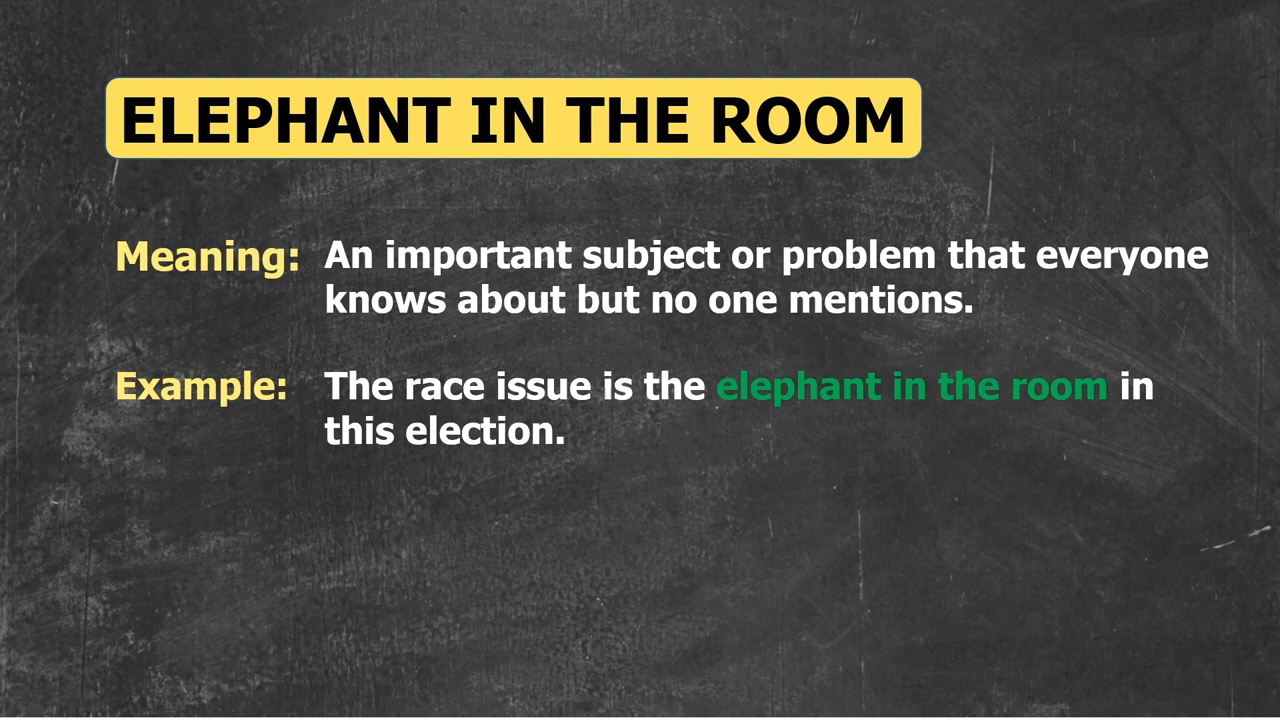 ELEPHANT IN THE ROOM
Meaning: An important subject or problem that everyone
knows about but no one mentions.
Example: The race issue is the elephant in the room in
this election.